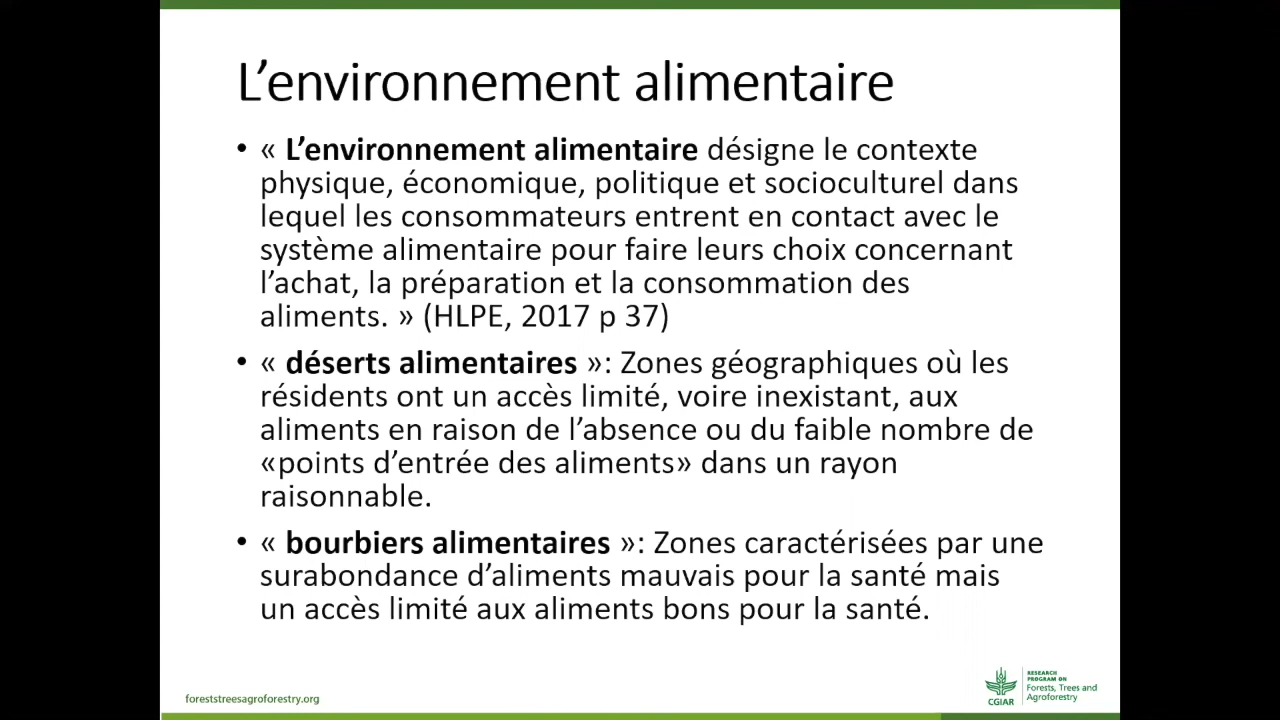 L’environnement alimentaire
• « L’environnement alimentaire désigne le contexte
physique, économique, politique et socioculturel dans
lequel les consommateurs entrent en contact avec le
système alimentaire pour faire leurs choix concernant
l’achat, la préparation et la consommation des
aliments. » (HLPE, 2017 p 37)
• « déserts alimentaires »: Zones géographiques où les
résidents ont un accès limité, voire inexistant, aux
aliments en raison de l’absence ou du faible nombre de
«points d’entrée des aliments» dans un rayon
raisonnable.
• « bourbiers alimentaires »: Zones caractérisées par une
surabondance d’aliments mauvais pour la santé mais
un accès limité aux aliments bons pour la santé.
foreststreesagroforestry.org
CGIAR
RESEARCH
PROGRAM ON
Forests, Trees and
Agroforestry